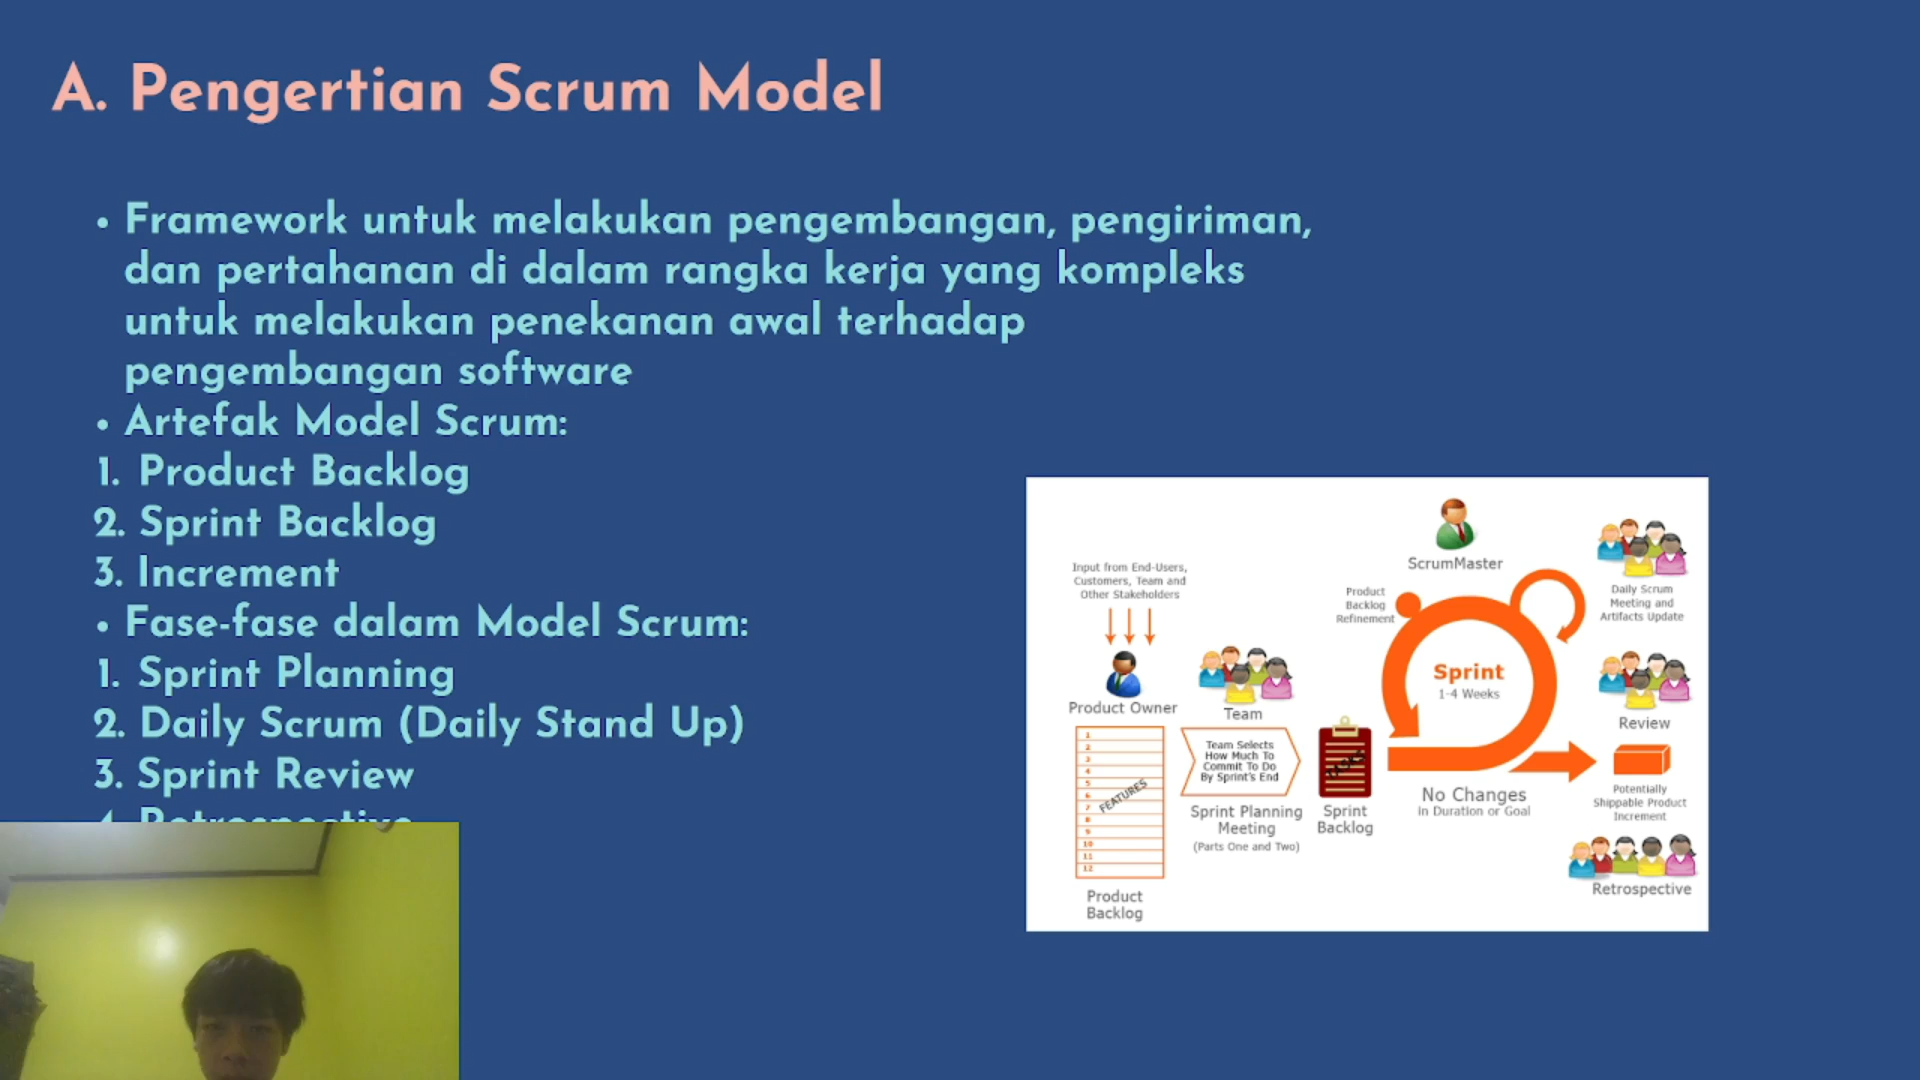 A. Pengertian Scrum Model
• Framework untuk melakukan pengembangan, pengiriman,
dan pertahanan di dalam rangka kerja yang kompleks
untuk melakukan penekanan awal terhadap
pengembangan software
• Artefak Model Scrum:
1. Product Backlog
2. Sprint Backlog
3. Increment
• Fase-fase dalam Model Scrum:
1. Sprint Planning
2. Daily Scrum (Daily Stand Up)
3. Sprint Review
4. Retrospective
Input from End-Users,
Customers, Team and
Other Stakeholders
Product Owner
1
2
3
4
5
6
7
8
9
10
11
12
FEATURES
Product
Backlog
Team
Team Selects
How Much To
Commit To Do
By Sprint's End
Sprint Planning
Meeting
(Parts One and Two)
Sprint
Backlog
ScrumMaster
Product
Backlog
Refinement
Sprint
1-4 Weeks
No Changes
in Duration or Goal
Daily Scrum
Meeting and
Artifacts Update
Review
Potentially
Shippable Product
Increment
Retrospective